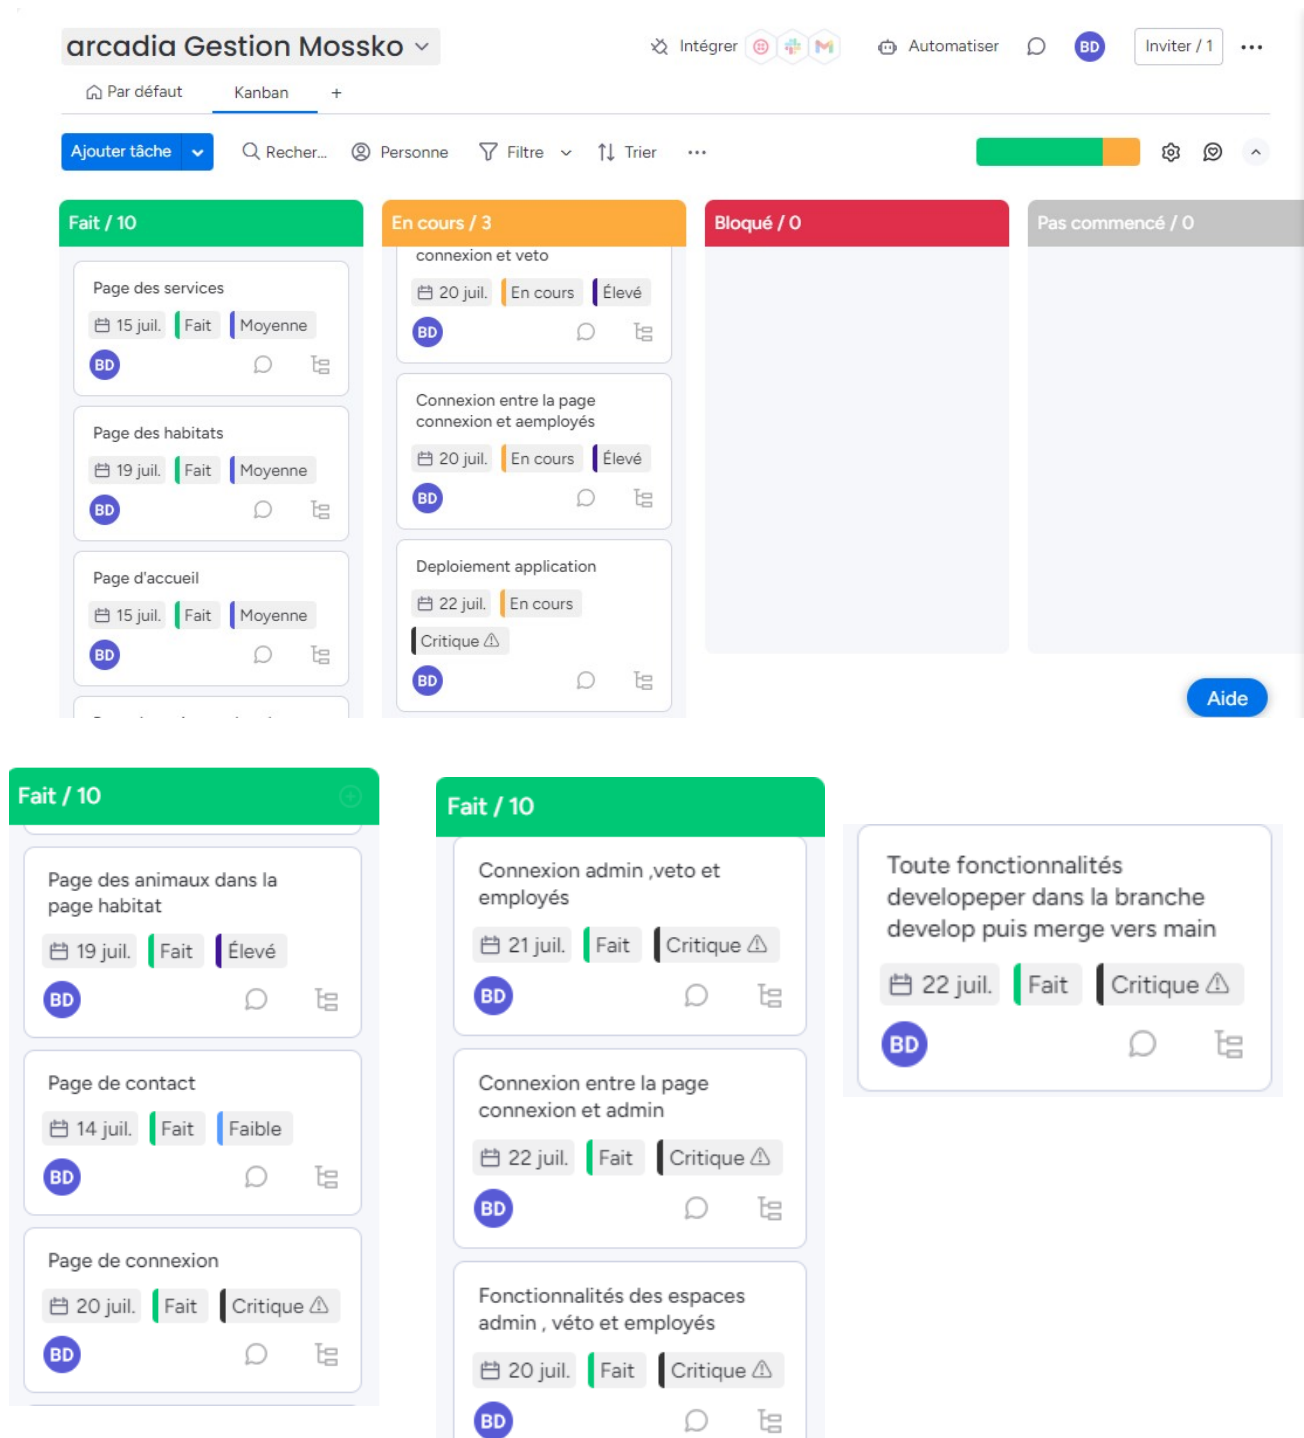 arcadia Gestion Mossko
Intégrer
Automatiser
BD
Inviter / 1
Par défaut
Kanban
+
Ajouter tâche
Recher...
Personne
Filtre
Trier
Fait / 10
Page des services
15 juil.
Fait
Moyenne
BD
Page des habitats
19 juil.
Fait
Moyenne
BD
Page d'accueil
15 juil.
Fait
Moyenne
BD
En cours / 3
connexion et veto
20 juil.
En cours
Élevé
BD
Connexion entre la page
connexion et aemployés
20 juil.
En cours
Élevé
BD
Deploiement application
22 juil.
En cours
Critique
BD
Bloqué / 0
Pas commencé / 0
Aide
Fait / 10
Page des animaux dans la
page habitat
19 juil.
Fait
Élevé
BD
Page de contact
14 juil.
Fait
Faible
BD
Page de connexion
20 juil.
Fait
Critique
BD
Fait / 10
Connexion admin ,veto et
employés
21 juil.
Fait
Critique
BD
Connexion entre la page
connexion et admin
22 juil.
Fait
Critique
BD
Fonctionnalités des espaces
admin , véto et employés
20 juil.
Fait
Critique
BD
Toute fonctionnalités
developeper dans la branche
develop puis merge vers main
22 juil.
Fait
Critique
BD